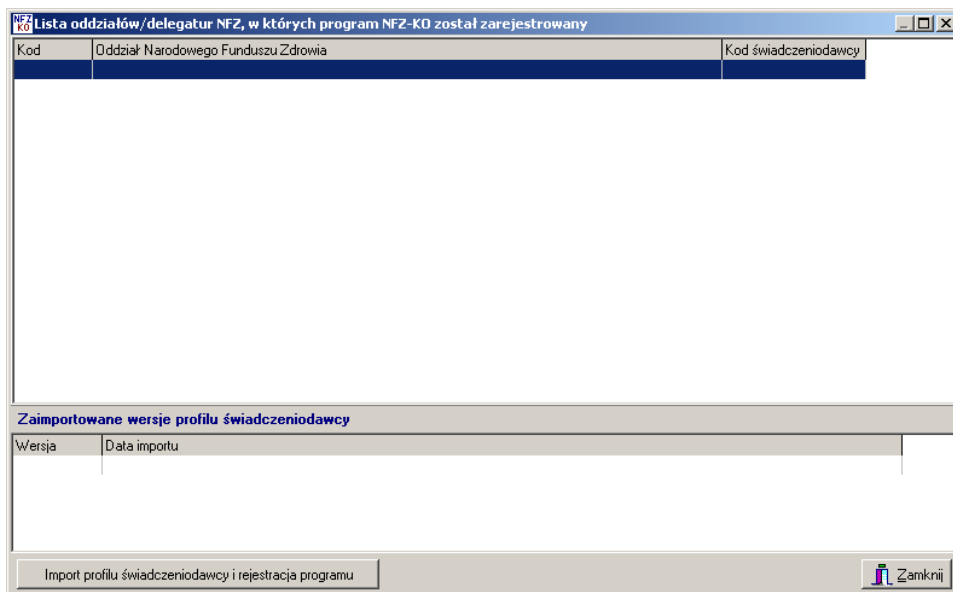 NFZ KO Lista oddziałów/delegatur NFZ, w których program NFZ-KO został zarejestrowany
Kod Oddział Narodowego Funduszu Zdrowia Kod świadczeniodawcy
Zaimportowane wersje profilu świadczeniodawcy
Wersja Data importu
Import profilu świadczeniodawcy i rejestracja programu Zamknij